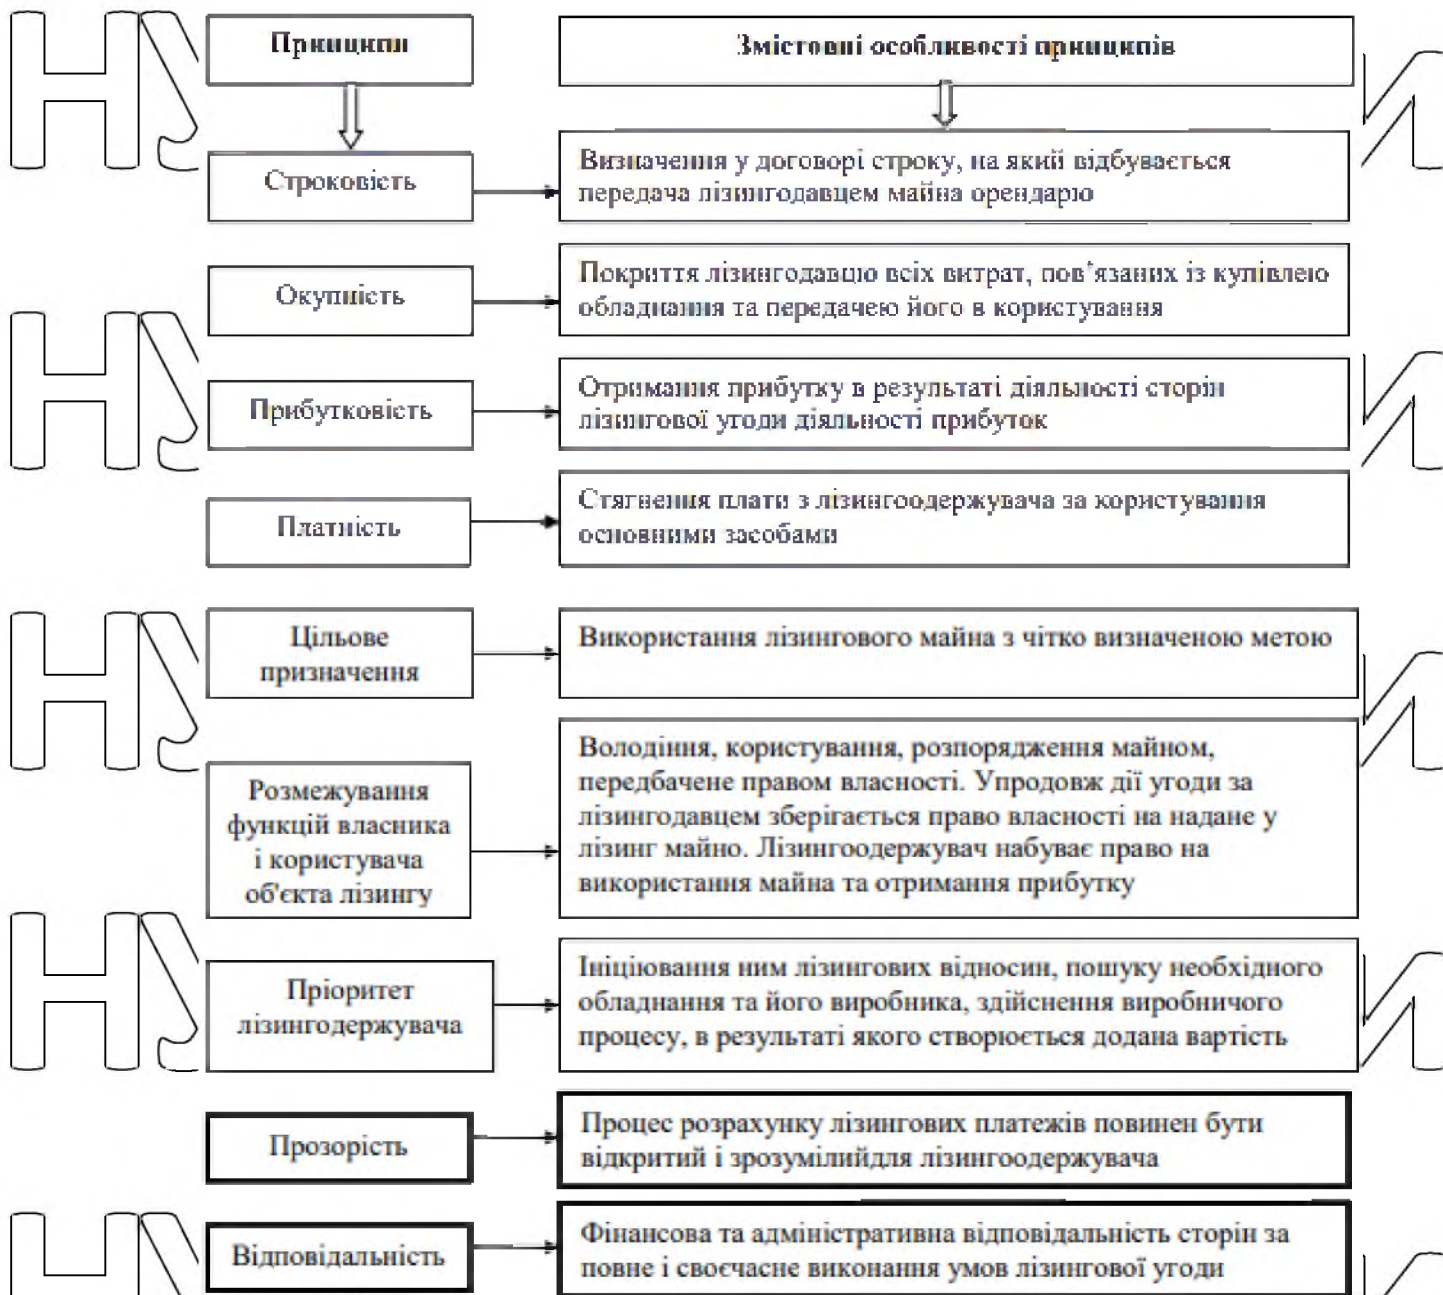 Принципи
Змістовні особливості принципів
Строковість
Визначення у договорі строку, на який відбувається
передача лізингодавцем майна орендарю
Окупність
Покриття лізингодавцю всіх витрат, пов’язаних із купівлею
обладнання та передачею його в користування
Прибутковість
Отримання прибутку в результаті діяльності сторін
лізингової угоди діяльності прибуток
Платність
Стягнення плати з лізингоодержувача за користування
основними засобами
Цільове
призначення
Використання лізингового майна з чітко визначеною метою
Розмежування
функцій власника
і користувача
об'єкта лізингу
Володіння, користування, розпорядження майном,
передбачене правом власності. Упродовж дії угоди за
лізингодавцем зберігається право власності на надане у
лізинг майно. Лізингоодержувач набуває право на
використання майна та отримання прибутку
Пріоритет
лізингодержувача
Ініціювання ним лізингових відносин, пошуку необхідного
обладнання та його виробника, здійснення виробничого
процесу, в результаті якого створюється додана вартість
Прозорість
Процес розрахунку лізингових платежів повинен бути
відкритий і зрозумілийдля лізингоодержувача
Відповідальність
Фінансова та адміністративна відповідальність сторін за
повне і своєчасне виконання умов лізингової угоди